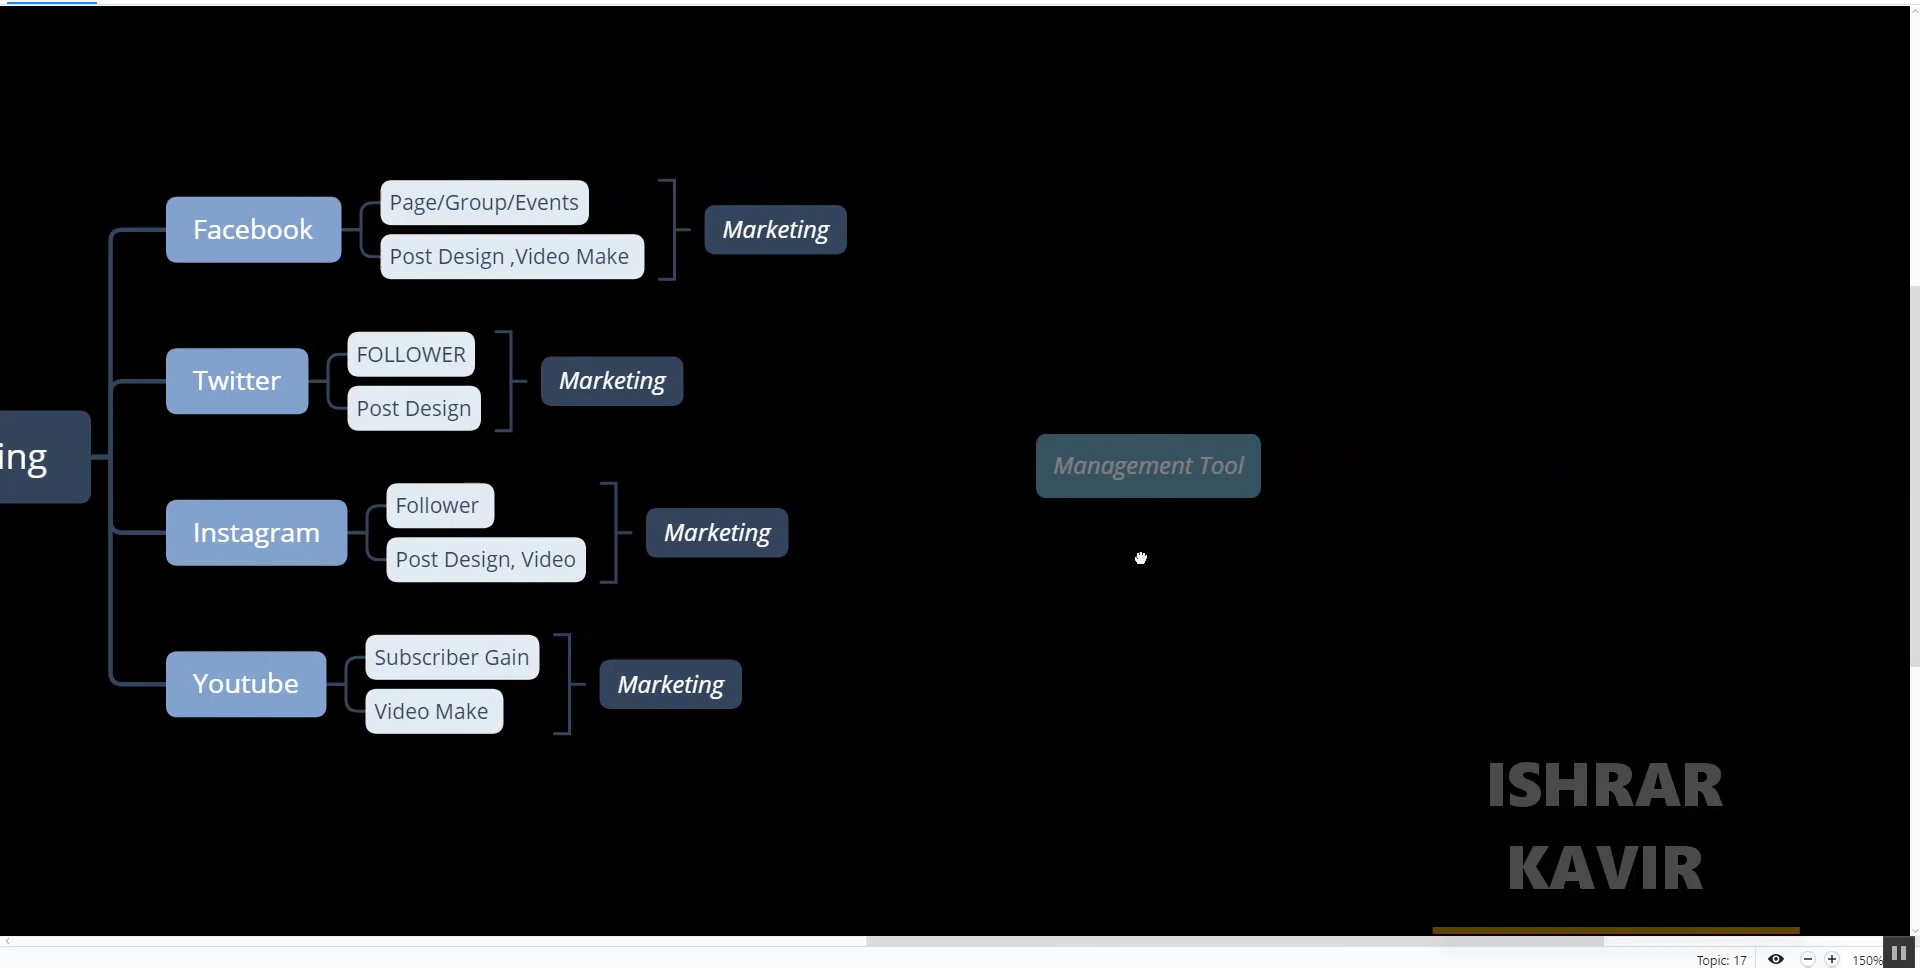 Page/Group/Events
Facebook
Marketing
Post Design ,Video Make
FOLLOWER
Twitter
Marketing
Post Design
ing
Management Tool
Follower
Instagram
Marketing
Post Design, Video
Subscriber Gain
Youtube
Marketing
Video Make
ISHRAR
KAVIR
Topic: 17
150%